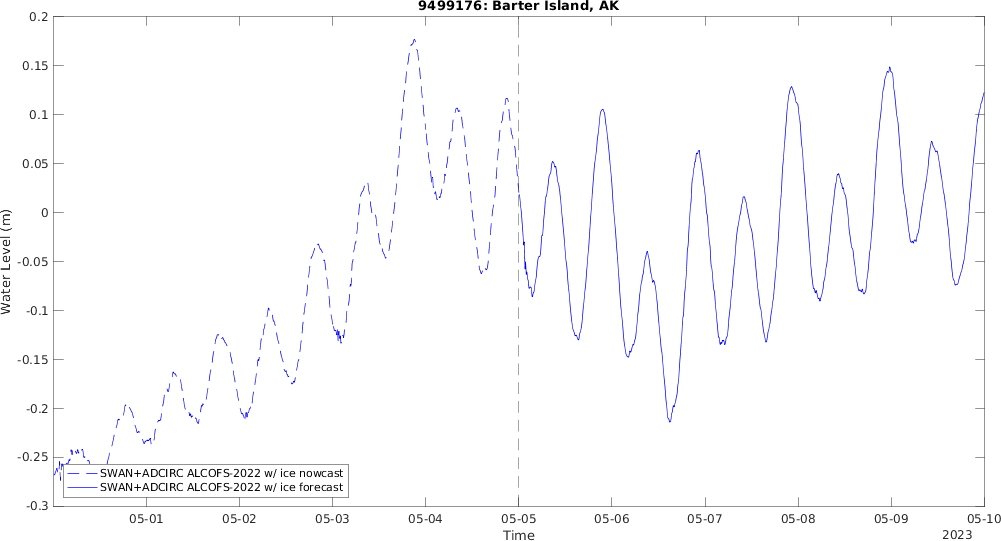 9499176: Barter Island, AK
0.2
0.15
0.1
0.05
0
-0.05
-0.1
-0.15
-0.2
-0.25
-0.3
Water Level (m)
SWAN+ADCIRC ALCOFS-2022 w/ ice nowcast
SWAN+ADCIRC ALCOFS-2022 w/ ice forecast
05-01 05-02 05-03 05-04 05-05 05-06 05-07 05-08 05-09 05-10
Time
2023